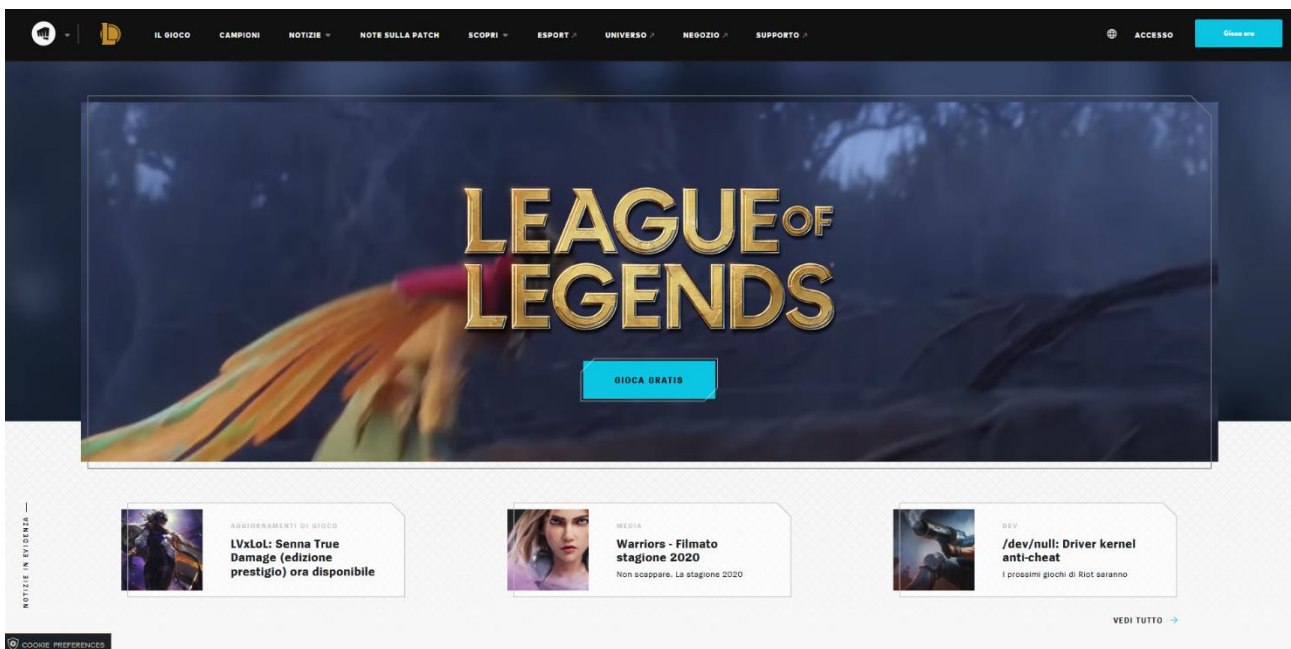 IL GIOCO CAMPIONI NOTIZIE NOTE SULLA PATCH SCOPRI ESPORT UNIVERSO NEGOZIO SUPPORTO ACCESSO Gioca ora
LEAGUE OF
LEGENDS
GIOCA GRATIS
NOTIZIE IN EVIDENZA
AGGIORNAMENTI DI GIOCO
LVxLoL: Senna True
Damage (edizione
prestigio) ora disponibile
MEDIA
Warriors - Filmato
stagione 2020
Non scappare. La stagione 2020
DEV
/dev/null: Driver kernel
anti-cheat
I prossimi giochi di Riot saranno
VEDI TUTTO →
COOKIE PREFERENCES